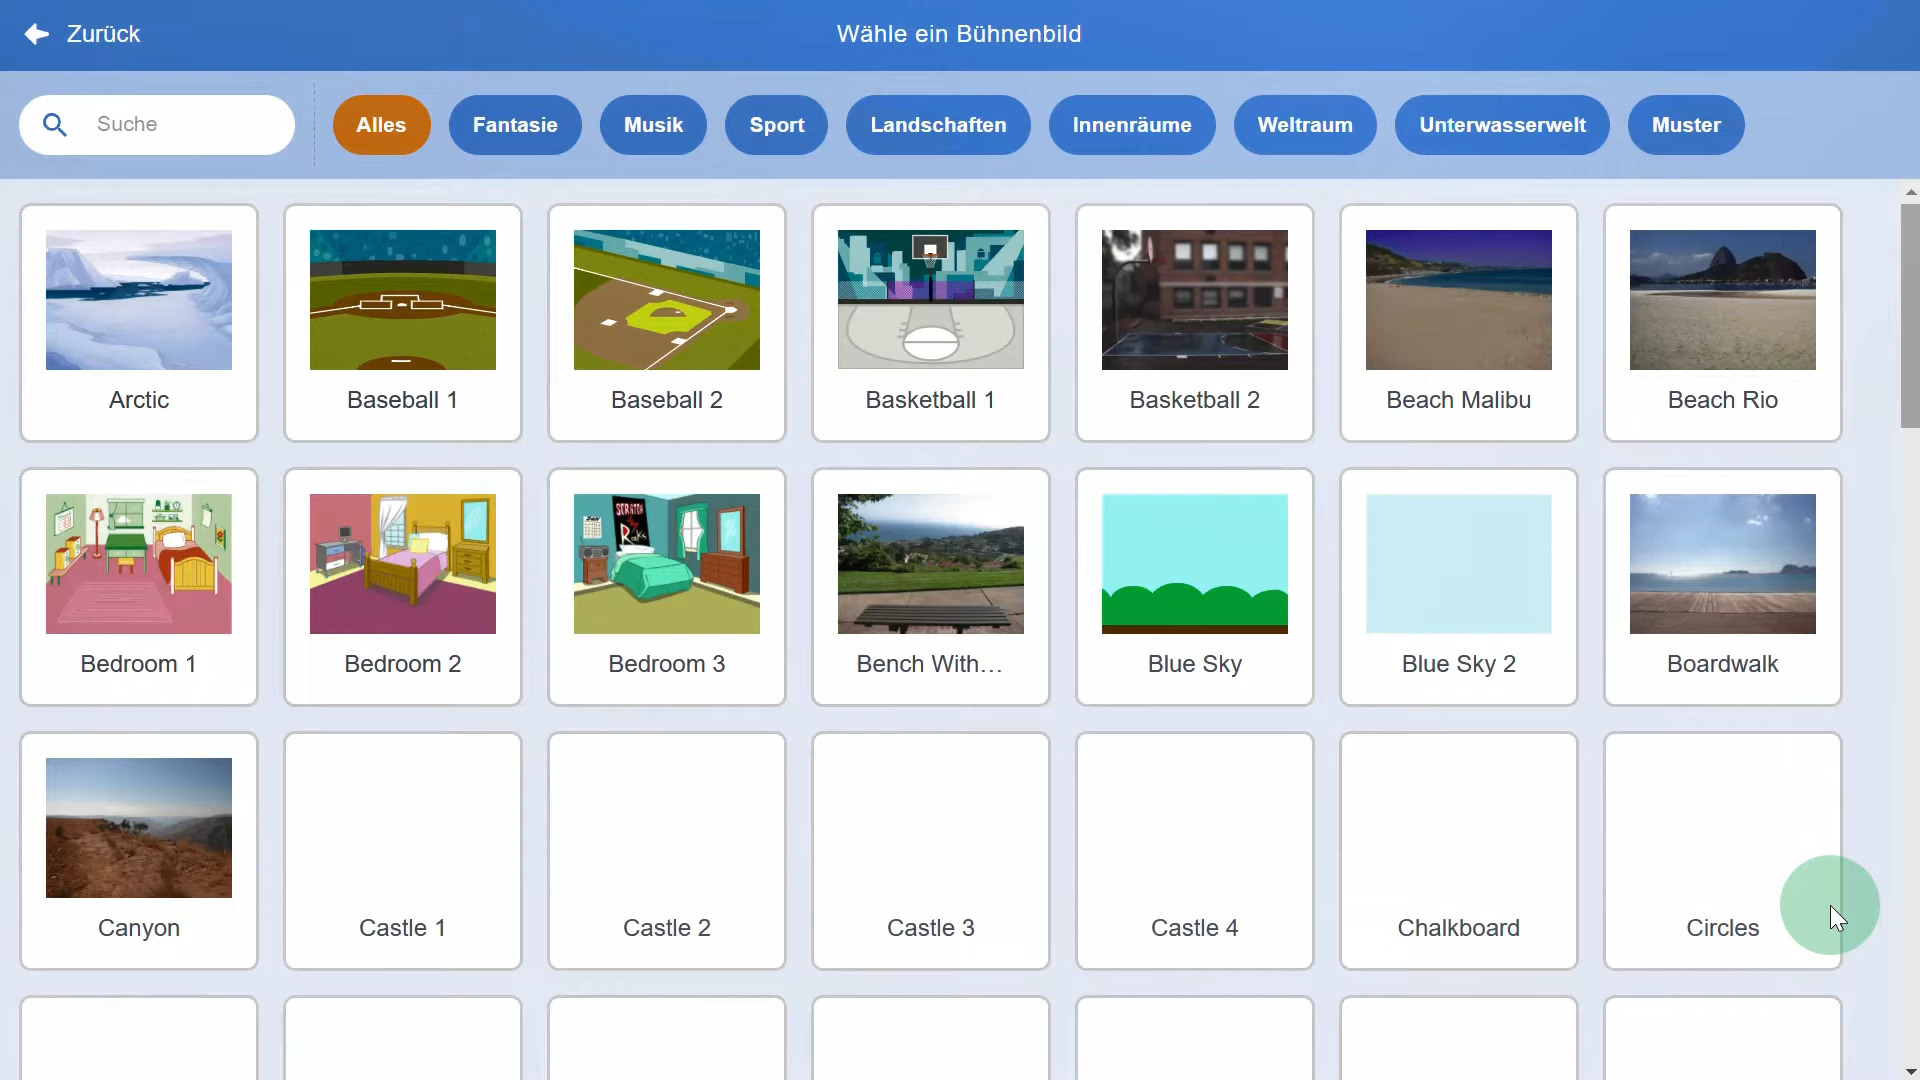 Zurück
Wähle ein Bühnenbild
Suche
Alles Fantasie Musik Sport Landschaften Innenräume Weltraum Unterwasserwelt Muster
Arctic Baseball 1 Baseball 2 Basketball 1 Basketball 2 Beach Malibu Beach Rio
SCRATCH
Rocks
Bedroom 1 Bedroom 2 Bedroom 3 Bench With... Blue Sky Blue Sky 2 Boardwalk
Canyon Castle 1 Castle 2 Castle 3 Castle 4 Chalkboard Circles